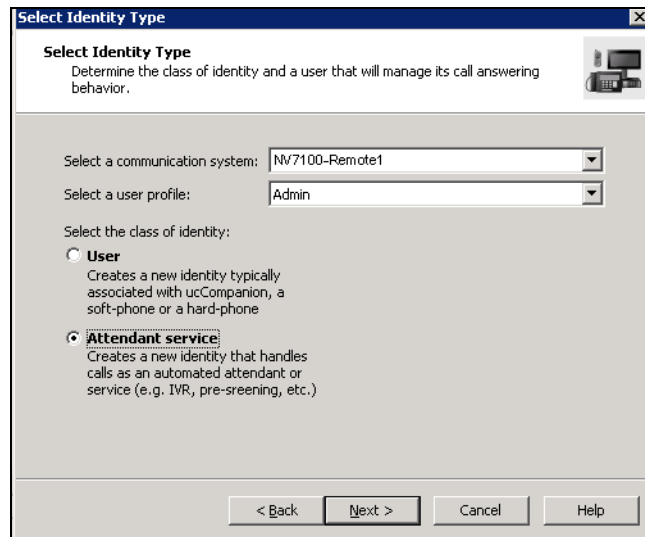 Select Identity Type
Select Identity Type
Determine the class of identity and a user that will manage its call answering
behavior.
Select a communication system: NV7100-Remote1
Select a user profile: Admin
Select the class of identity:
User
Creates a new identity typically
associated with ucCompanion, a
soft-phone or a hard-phone
Attendant service
Creates a new identity that handles
calls as an automated attendant or
service (e.g. IVR, pre-sreening, etc.)
< Back Next > Cancel Help